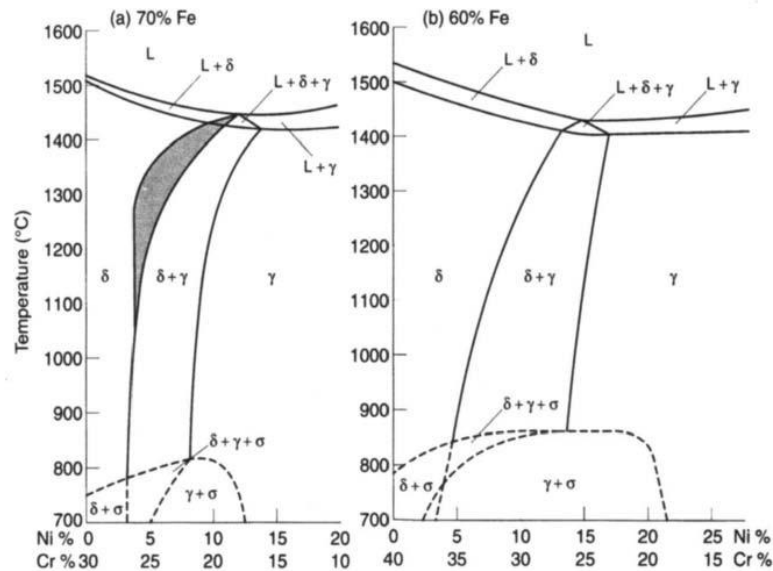 (a) 70% Fe
(b) 60% Fe
Temperature (°C)
1600
1500
1400
1300
1200
1100
1000
900
800
700
L
L + δ
L + δ + γ
L + γ
δ
δ + γ
γ
δ + γ + σ
δ + σ
γ + σ
Ni % 0 5 10 15 20
Cr % 30 25 20 15 10
1600
1500
1400
1300
1200
1100
1000
900
800
700
L
L + δ
L + δ + γ
L + γ
δ
δ + γ
γ
δ + γ + σ
δ + σ
γ + σ
0 5 10 15 20 25 Ni %
40 35 30 25 20 15 Cr %